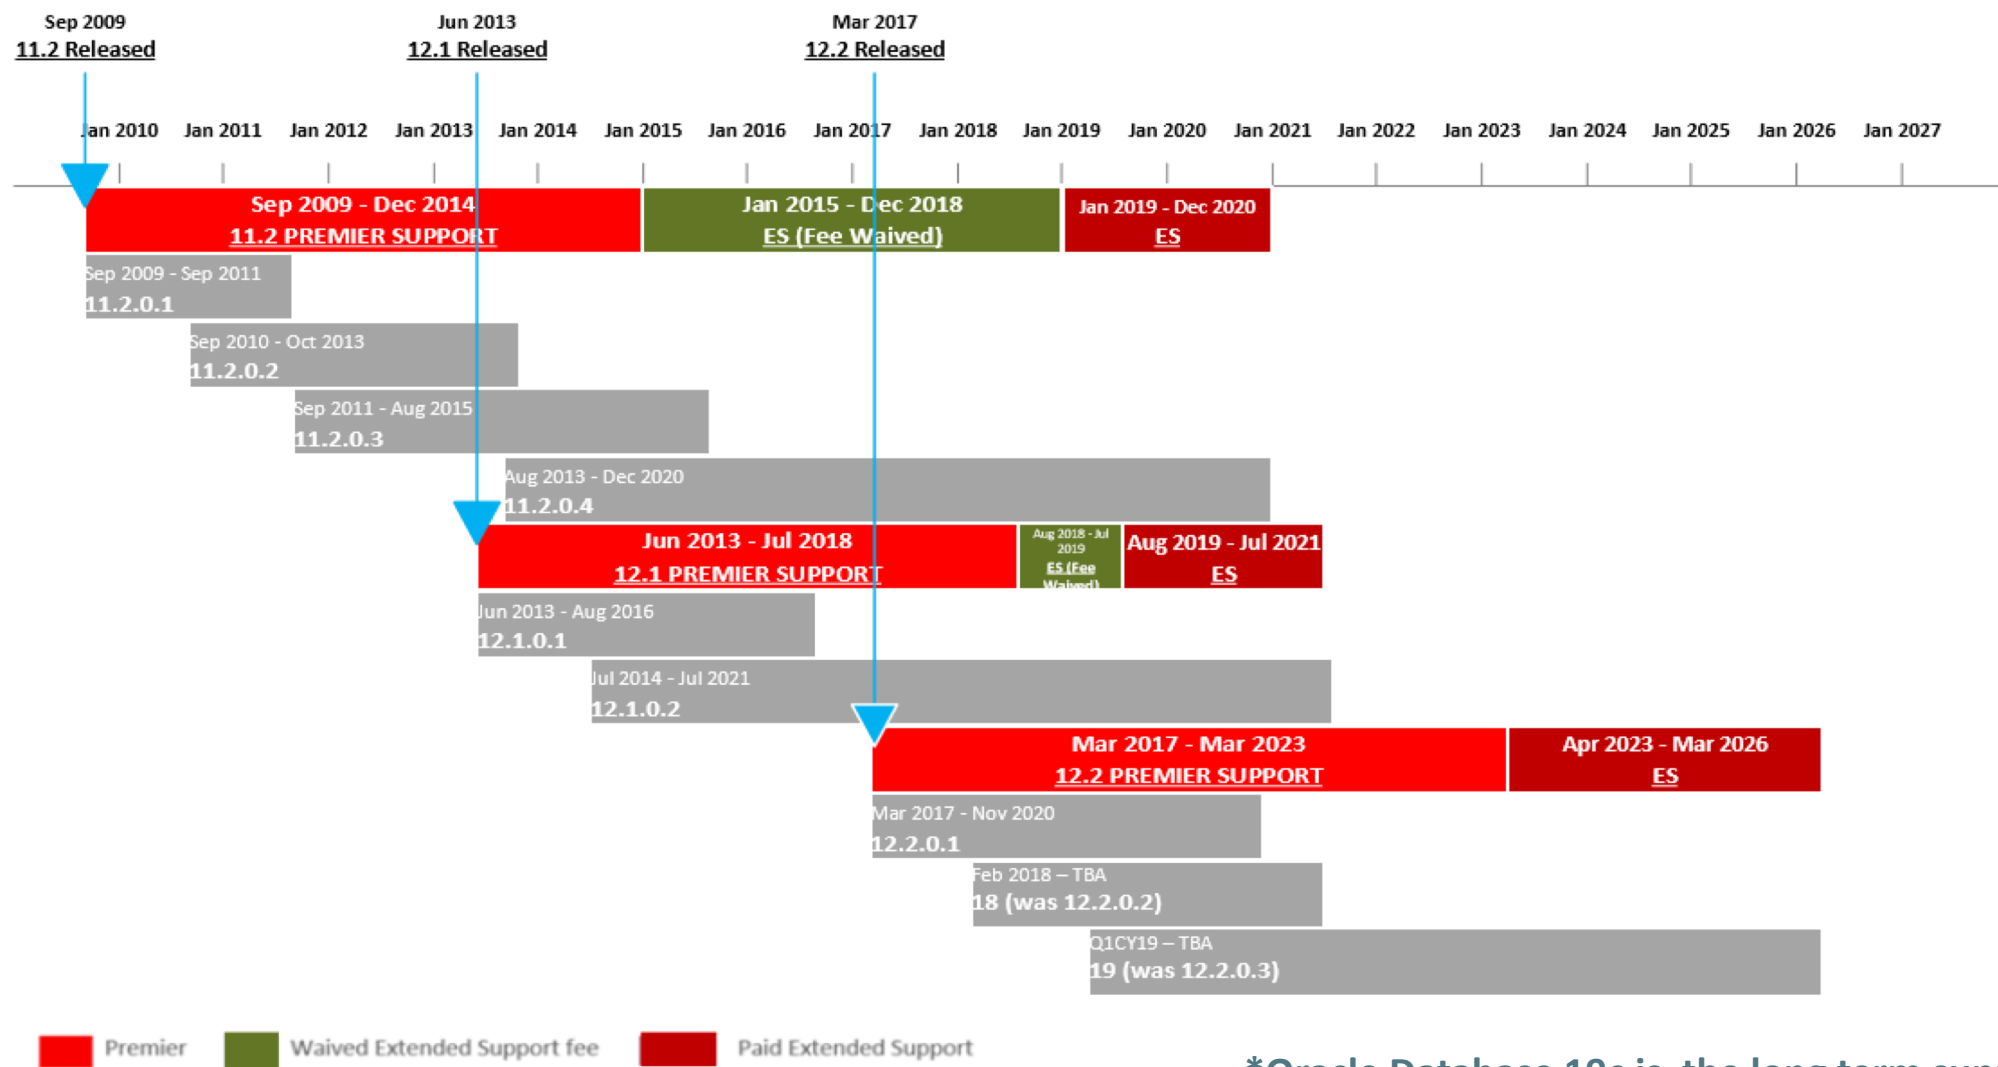 Sep 2009
11.2 Released
Jun 2013
12.1 Released
Mar 2017
12.2 Released
Jan 2010 Jan 2011 Jan 2012 Jan 2013 Jan 2014 Jan 2015 Jan 2016 Jan 2017 Jan 2018 Jan 2019 Jan 2020 Jan 2021 Jan 2022 Jan 2023 Jan 2024 Jan 2025 Jan 2026 Jan 2027
Sep 2009 - Dec 2014
11.2 PREMIER SUPPORT
Jan 2015 - Dec 2018
ES (Fee Waived)
Jan 2019 - Dec 2020
ES
Sep 2009 - Sep 2011
11.2.0.1
Sep 2010 - Oct 2013
11.2.0.2
Sep 2011 - Aug 2015
11.2.0.3
Aug 2013 - Dec 2020
11.2.0.4
Jun 2013 - Jul 2018
12.1 PREMIER SUPPORT
Aug 2018 - Jul
2019
ES (Fee
Waived)
Aug 2019 - Jul 2021
ES
Jun 2013 - Aug 2016
12.1.0.1
Jul 2014 - Jul 2021
12.1.0.2
Mar 2017 - Mar 2023
12.2 PREMIER SUPPORT
Apr 2023 - Mar 2026
ES
Mar 2017 - Nov 2020
12.2.0.1
Feb 2018 – TBA
18 (was 12.2.0.2)
Q1CY19 – TBA
19 (was 12.2.0.3)
Premier
Waived Extended Support fee
Paid Extended Support
*Oracle Database is the long term